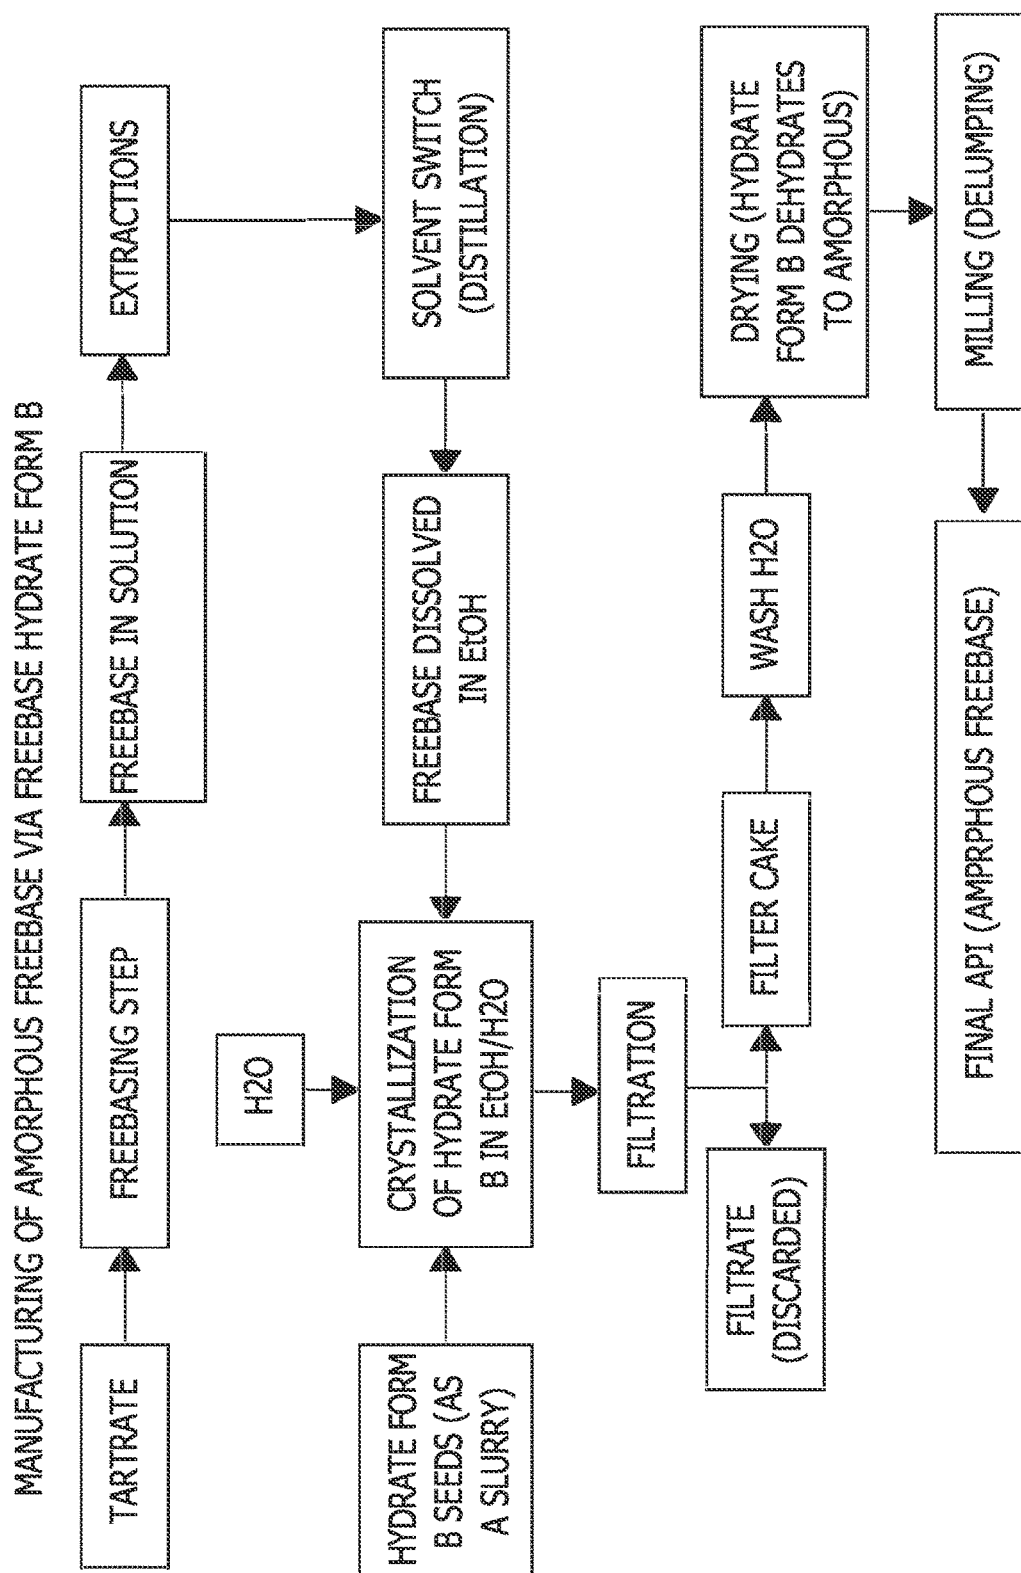 MANUFACTURING OF AMORPHOUS FREEBASE VIA FREEBASE HYDRATE FORM B
TARTRATE
FREEBASING STEP
FREEBASE IN SOLUTION
EXTRACTIONS
H2O
HYDRATE FORM
B SEEDS (AS
A SLURRY)
CRYSTALLIZATION
OF HYDRATE FORM
B IN EtOH/H2O
FREEBASE DISSOLVED
IN EtOH
SOLVENT SWITCH
(DISTILLATION)
FILTRATION
FILTRATE
(DISCARDED)
FILTER CAKE
WASH H2O
DRYING (HYDRATE
FORM B DEHYDRATES
TO AMORPHOUS)
FINAL API (AMPRPHOUS FREEBASE)
MILLING (DELUMPING)